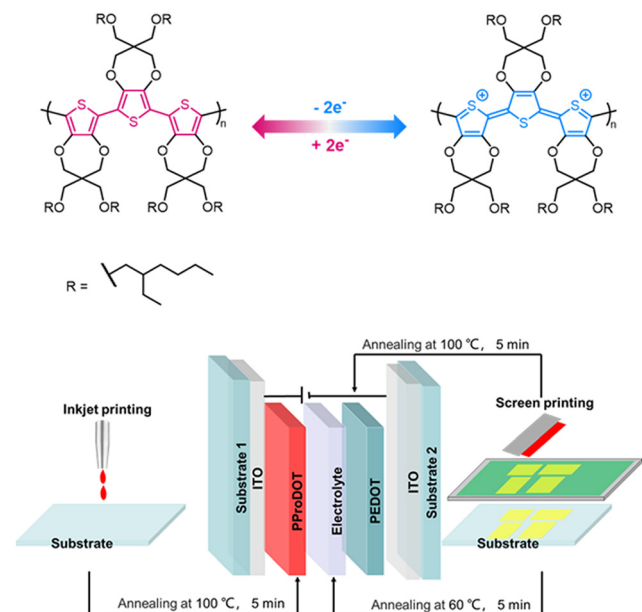 RO OR RO OR
O O O O
S S S S⊕ S S⊕
n n
- 2e⁻
+ 2e⁻
O O O O O O O O
RO OR RO OR RO OR RO OR
R =
Annealing at 100 ℃, 5 min
Inkjet printing
Screen printing
Substrate 1
ITO
PProDOT
Electrolyte
PEDOT
ITO
Substrate 2
Substrate
Substrate
Annealing at 100 ℃, 5 min
Annealing at 60 ℃, 5 min